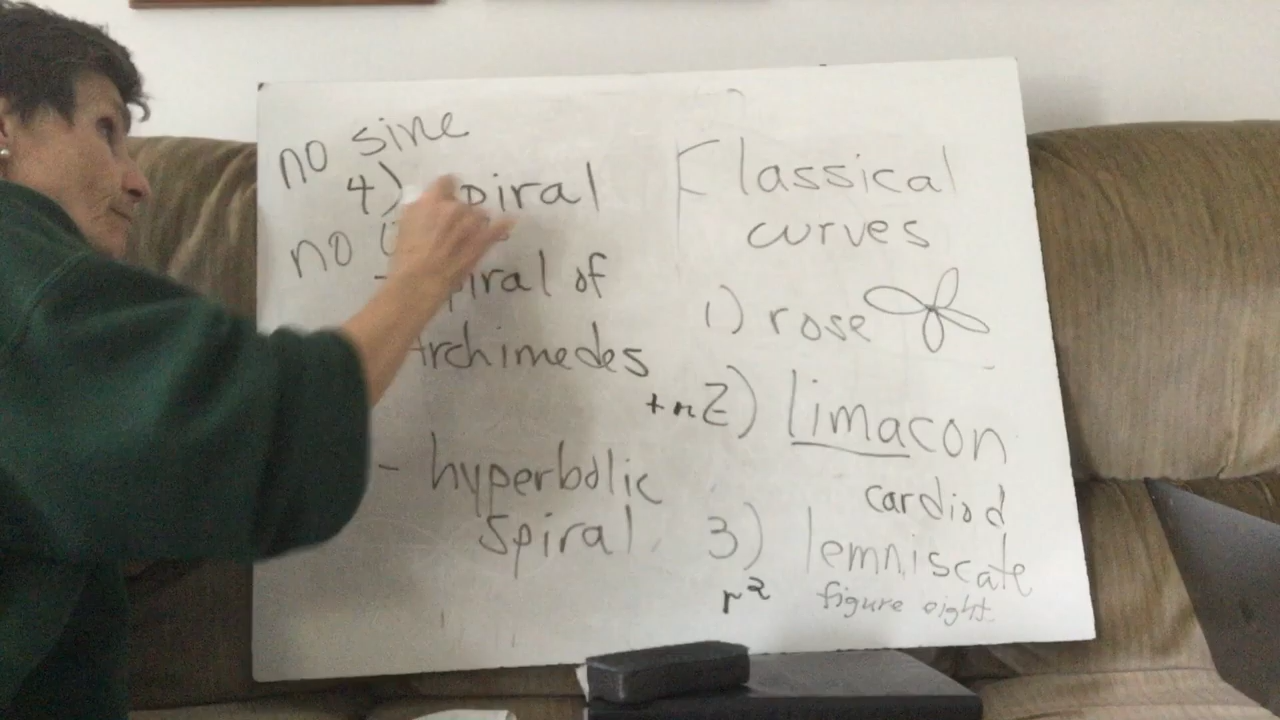 no sine
4) piral
no
- piral of
Archimedes
- hyperbolic
spiral
Classical
curves
1) rose
+n 2) limacon
cardiod
3) lemniscate
r² figure eight